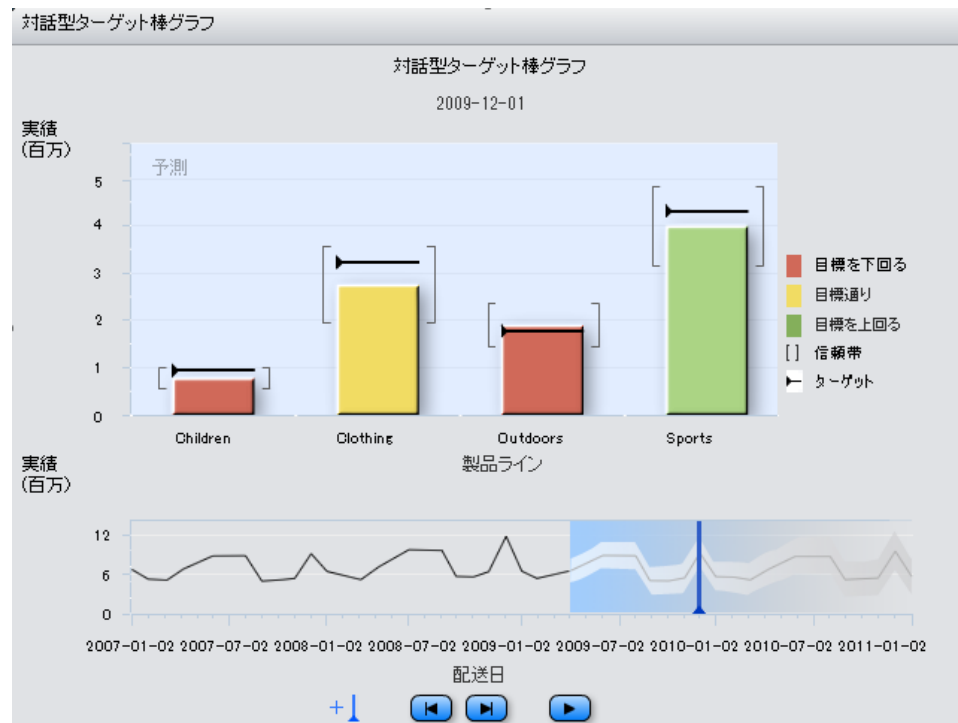 対話型ターゲット棒グラフ
対話型ターゲット棒グラフ
2009-12-01
実績
(百万)
予測
5
4
3
2
1
0
Children Clothing Outdoors Sports
製品ライン
目標を下回る
目標通り
目標を上回る
[] 信頼帯
ターゲット
実績
(百万)
12
6
0
2007-01-02 2007-07-02 2008-01-02 2008-07-02 2009-01-02 2009-07-02 2010-01-02 2010-07-02 2011-01-02
配送日